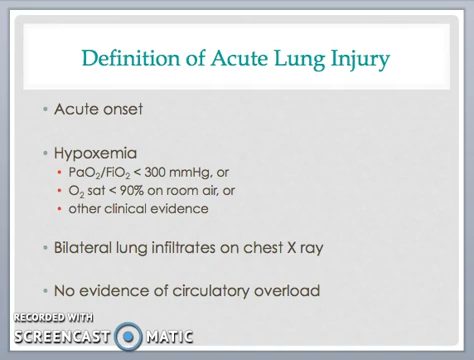 Definition of Acute Lung Injury
• Acute onset
• Hypoxemia
• PaO₂/FiO₂ < 300 mmHg, or
• O₂ sat < 90% on room air, or
• other clinical evidence
• Bilateral lung infiltrates on chest X ray
• No evidence of circulatory overload
RECORDED WITH
SCREENCAST MATIC